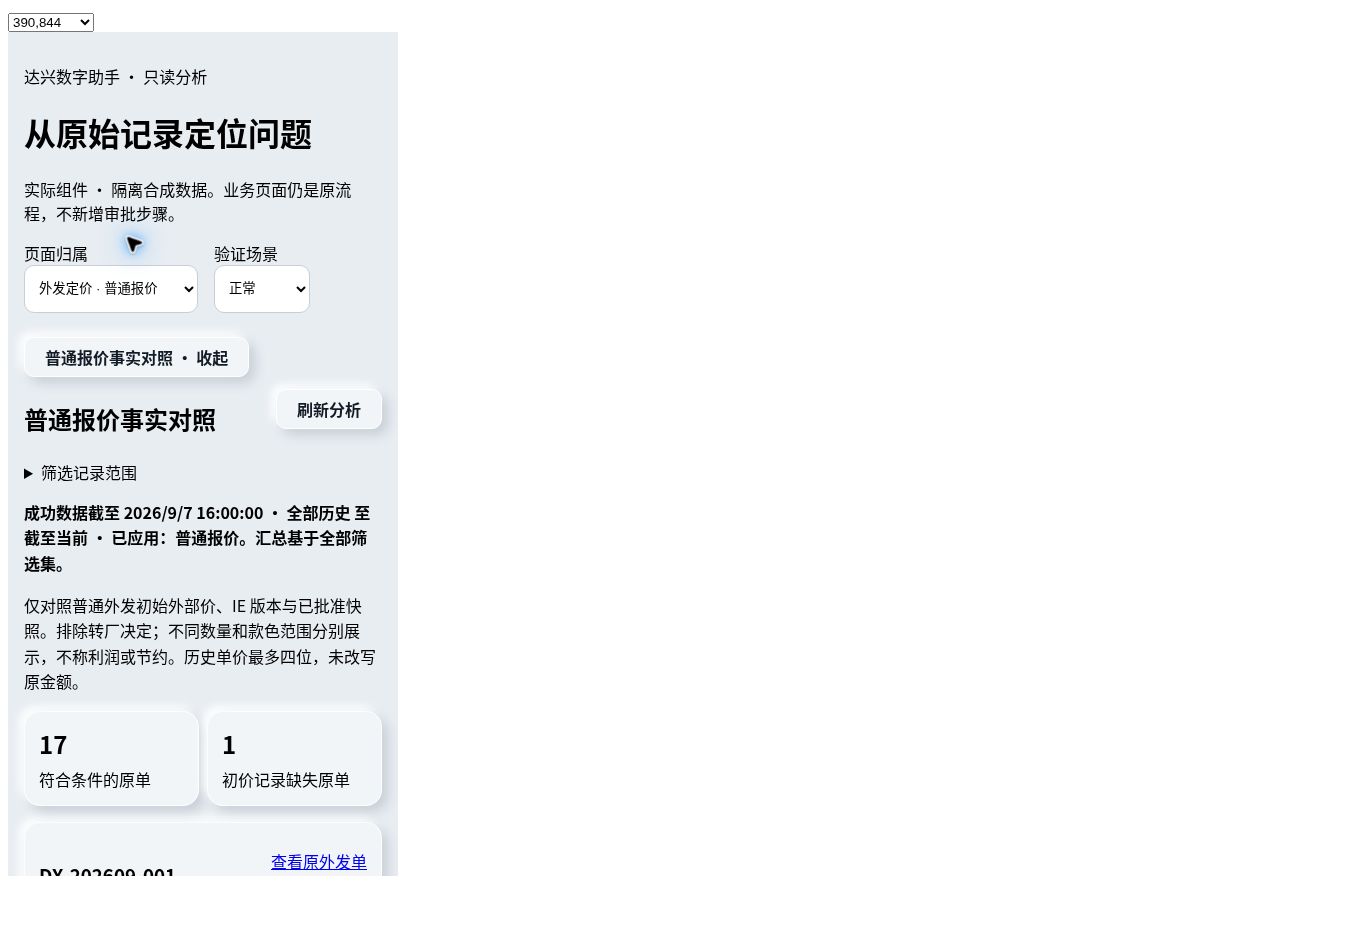 390,844
达兴数字助手 · 只读分析
从原始记录定位问题
实际组件 · 隔离合成数据。业务页面仍是原流
程，不新增审批步骤。
页面归属 验证场景
外发定价 · 普通报价 正常
普通报价事实对照 · 收起
刷新分析
普通报价事实对照
筛选记录范围
成功数据截至 2026/9/7 16:00:00 · 全部历史 至
截至当前 · 已应用：普通报价。汇总基于全部筛
选集。
仅对照普通外发初始外部价、IE 版本与已批准快
照。排除转厂决定；不同数量和款色范围分别展
示，不称利润或节约。历史单价最多四位，未改写
原金额。
17 1
符合条件的原单 初价记录缺失原单
查看原外发单
DX-202609-001